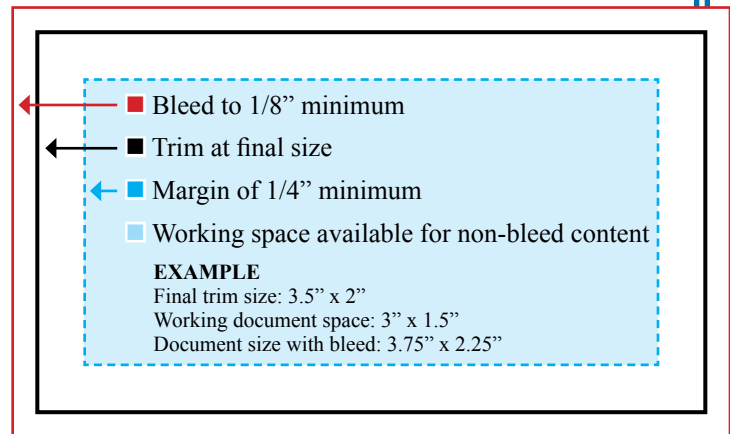 Bleed to 1/8” minimum
Trim at final size
Margin of 1/4” minimum
Working space available for non-bleed content
EXAMPLE
Final trim size: 3.5” x 2”
Working document space: 3” x 1.5”
Document size with bleed: 3.75” x 2.25”